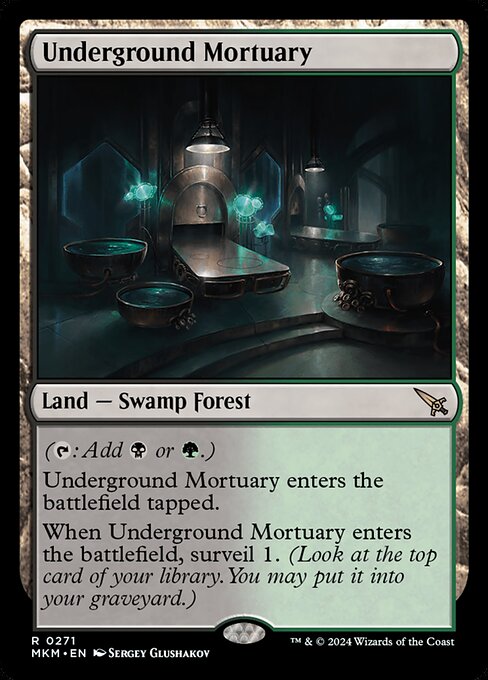 Underground Mortuary
Land — Swamp Forest
(: Add or .)
Underground Mortuary enters the
battlefield tapped.
When Underground Mortuary enters
the battlefield, surveil 1. (Look at the top
card of your library. You may put it into
your graveyard.)
R 0271
MKM • EN Sergey Glushakov
™ & © 2024 Wizards of the Coast